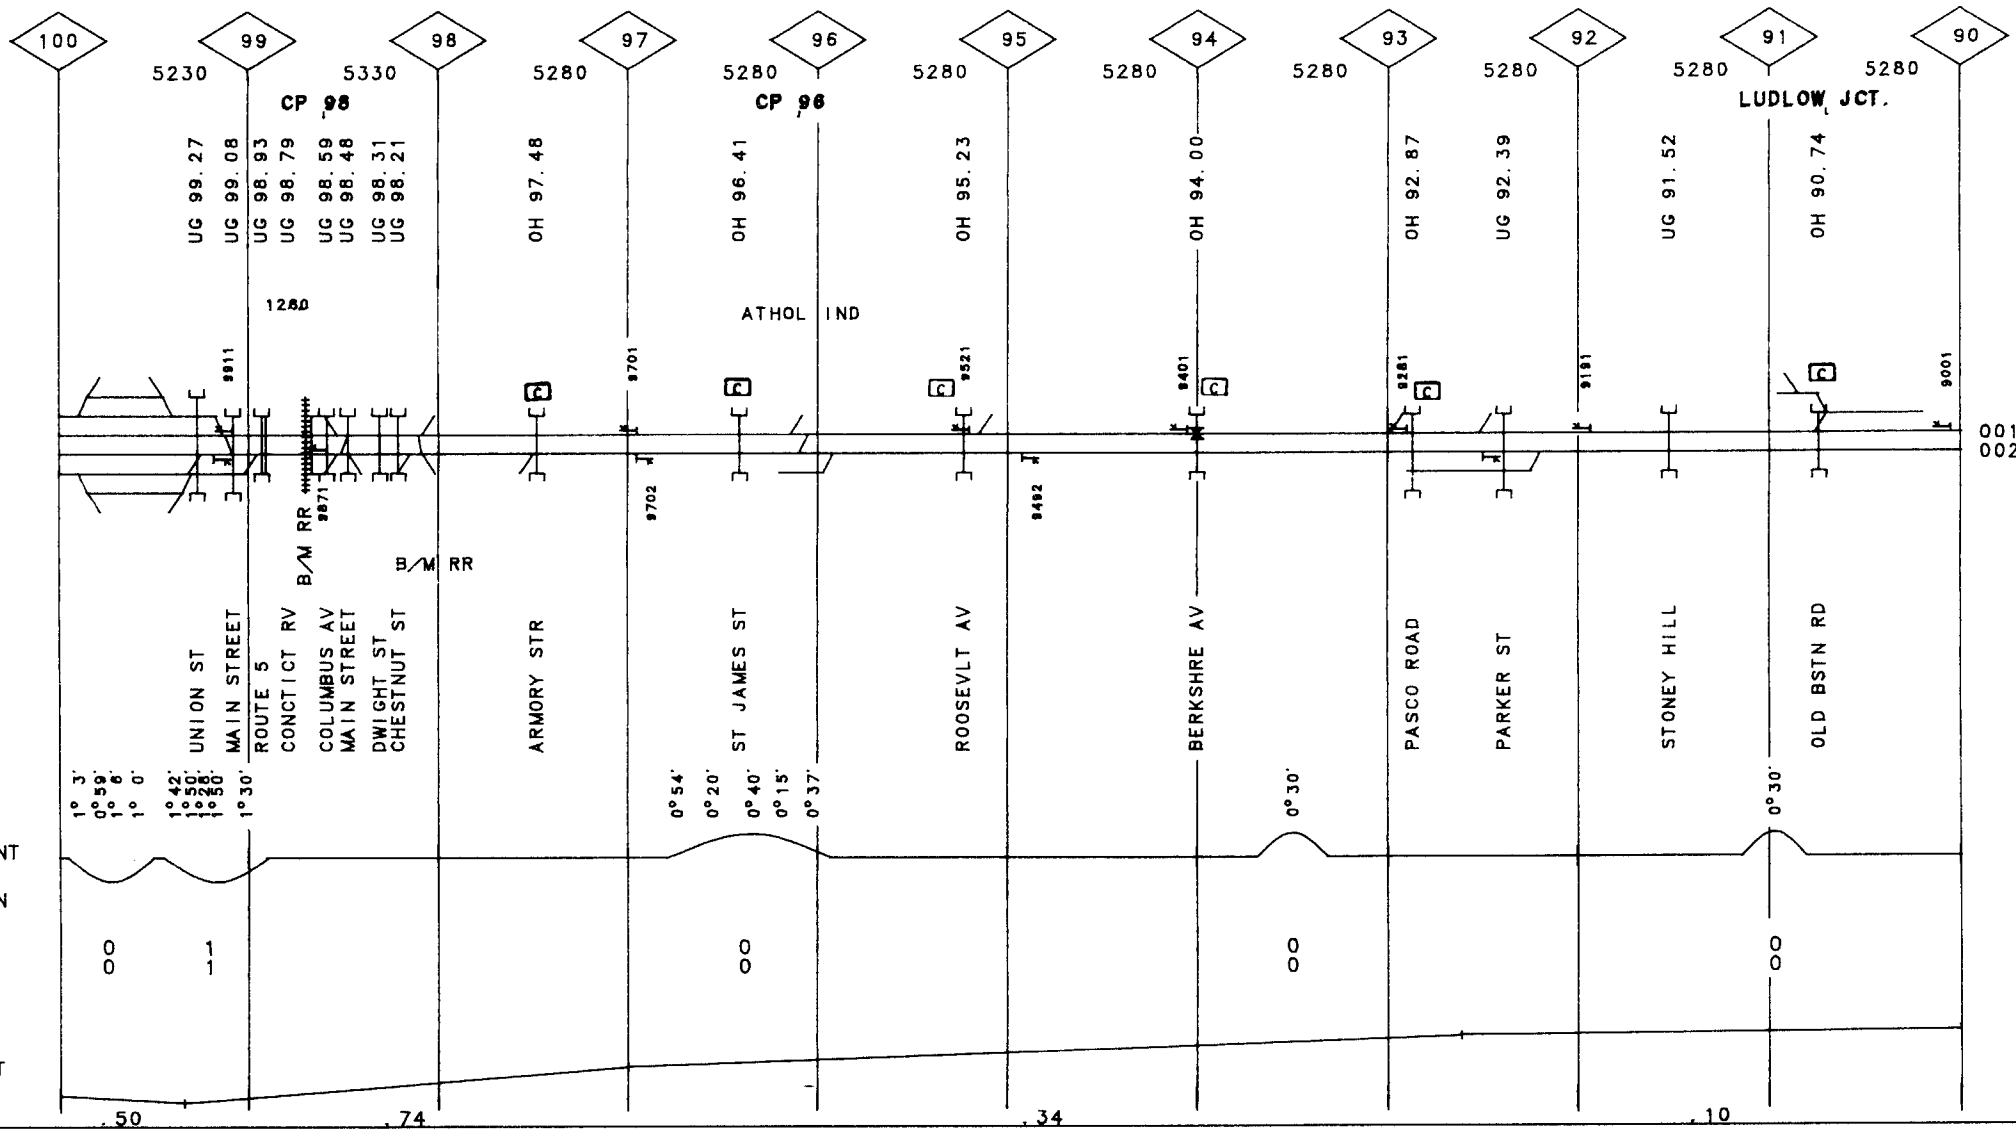 100 99 98 97 96 95 94 93 92 91 90
5230 5330 5280 5280 5280 5280 5280 5280 5280 5280
CP 98 CP 96 LUDLOW JCT.
UG 99.27
UG 99.08
UG 98.93
UG 98.79
UG 98.59
UG 98.48
UG 98.31
UG 98.21
OH 97.48
OH 96.41
OH 95.23
OH 94.00
OH 92.87
UG 92.39
UG 91.52
OH 90.74
1260
ATHOL IND
9911
9701
9521
9401
9281
9191
9001
C C C C C C
001
002
9871
9702
9492
B/M RR
B/M RR
UNION ST
MAIN STREET
ROUTE 5
CONCTICT RV
COLUMBUS AV
MAIN STREET
DWIGHT ST
CHESTNUT ST
ARMORY STR
ST JAMES ST
ROOSEVLT AV
BERKSHRE AV
PASCO ROAD
PARKER ST
STONEY HILL
OLD BSTN RD
1° 3'
0°59'
1° 6'
1° 0'
1°42'
1°50'
1°28'
1°50'
1°30'
0°54'
0°20'
0°40'
0°15'
0°37'
0°30'
0°30'
NT
N
0 1 0 0 0
0 1 0 0 0
T
.50 .74 .34 .10